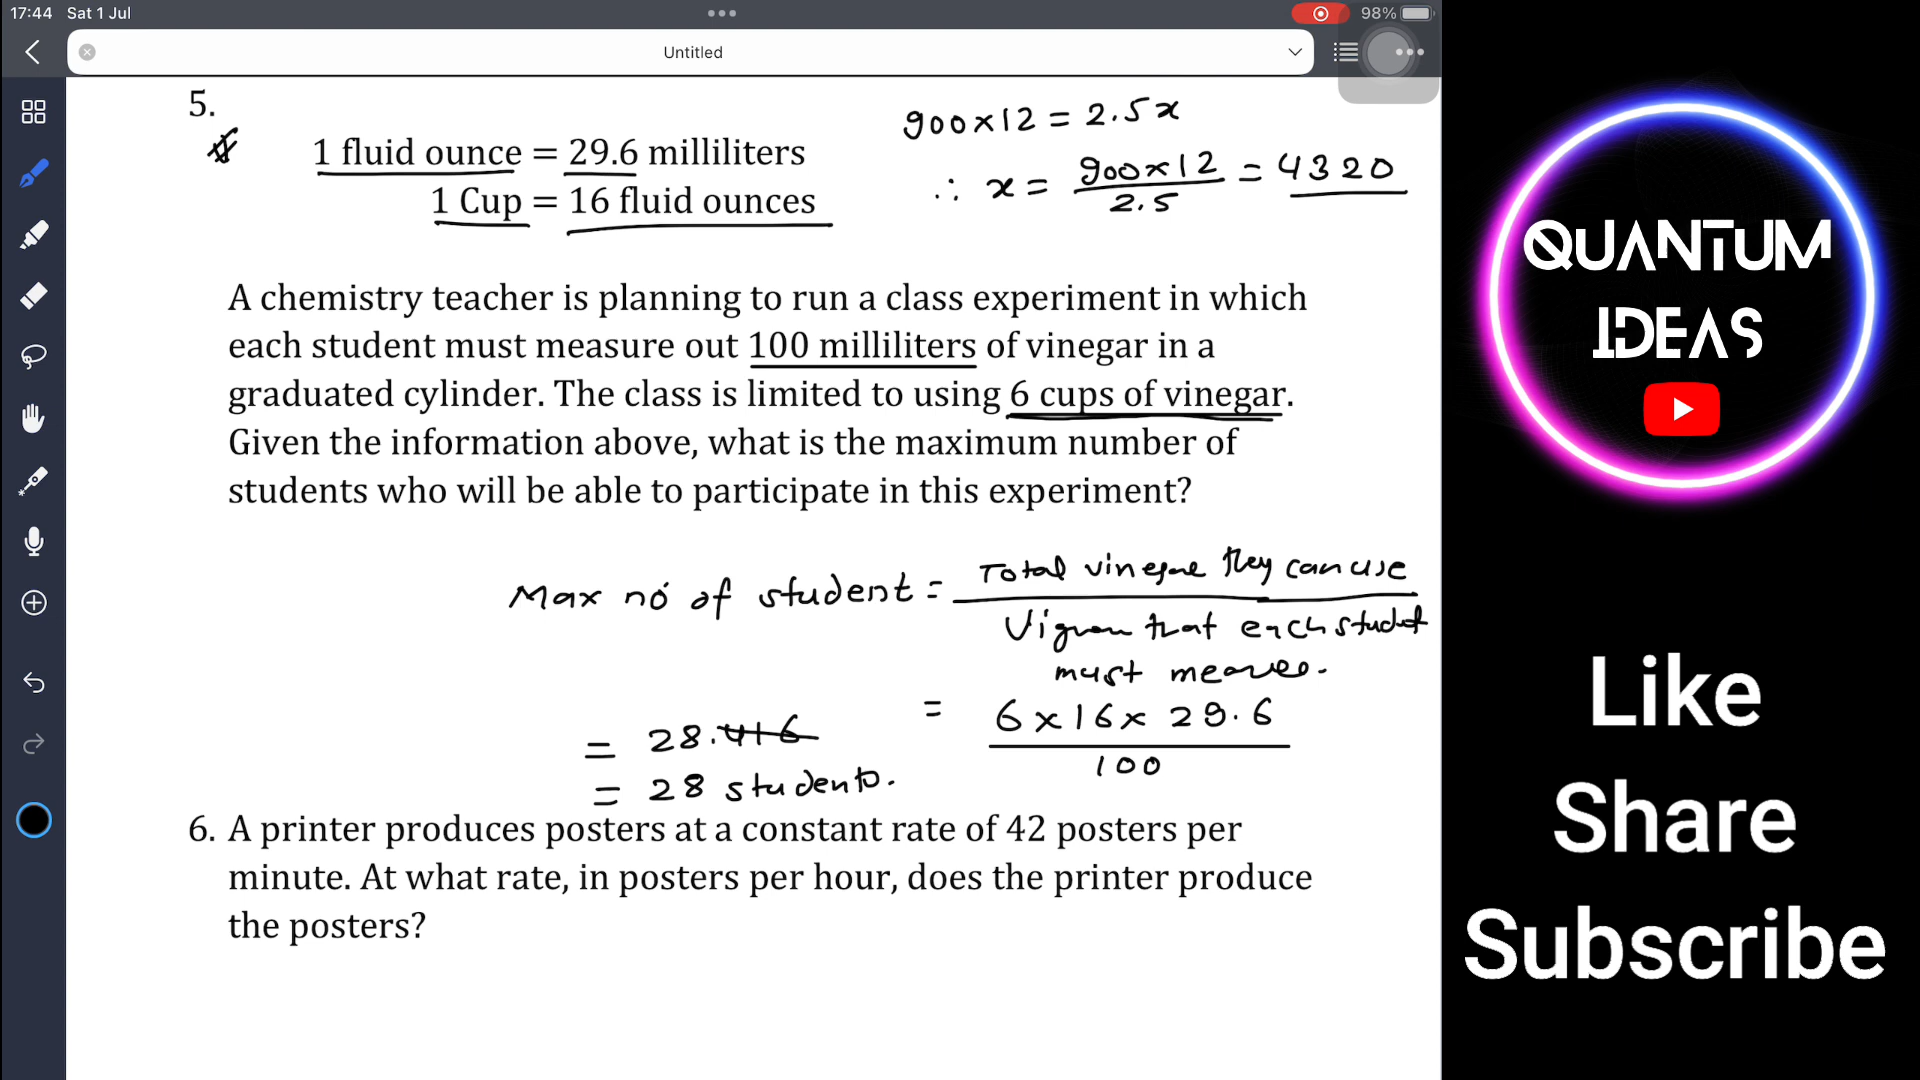 17:44 Sat 1 Jul
98%
Untitled
5.
900×12 = 2.5x
1 fluid ounce = 29.6 milliliters
∴ x = 900×12 / 2.5 = 4320
1 Cup = 16 fluid ounces
A chemistry teacher is planning to run a class experiment in which
each student must measure out 100 milliliters of vinegar in a
graduated cylinder. The class is limited to using 6 cups of vinegar.
Given the information above, what is the maximum number of
students who will be able to participate in this experiment?
Max no of student = Total they can use
that each student
must
= 6 × 16 × 29.6 / 100
= 28.416
= 28 students.
6. A printer produces posters at a constant rate of 42 posters per
minute. At what rate, in posters per hour, does the printer produce
the posters?
QUANTUM
IDEAS
Like
Share
Subscribe